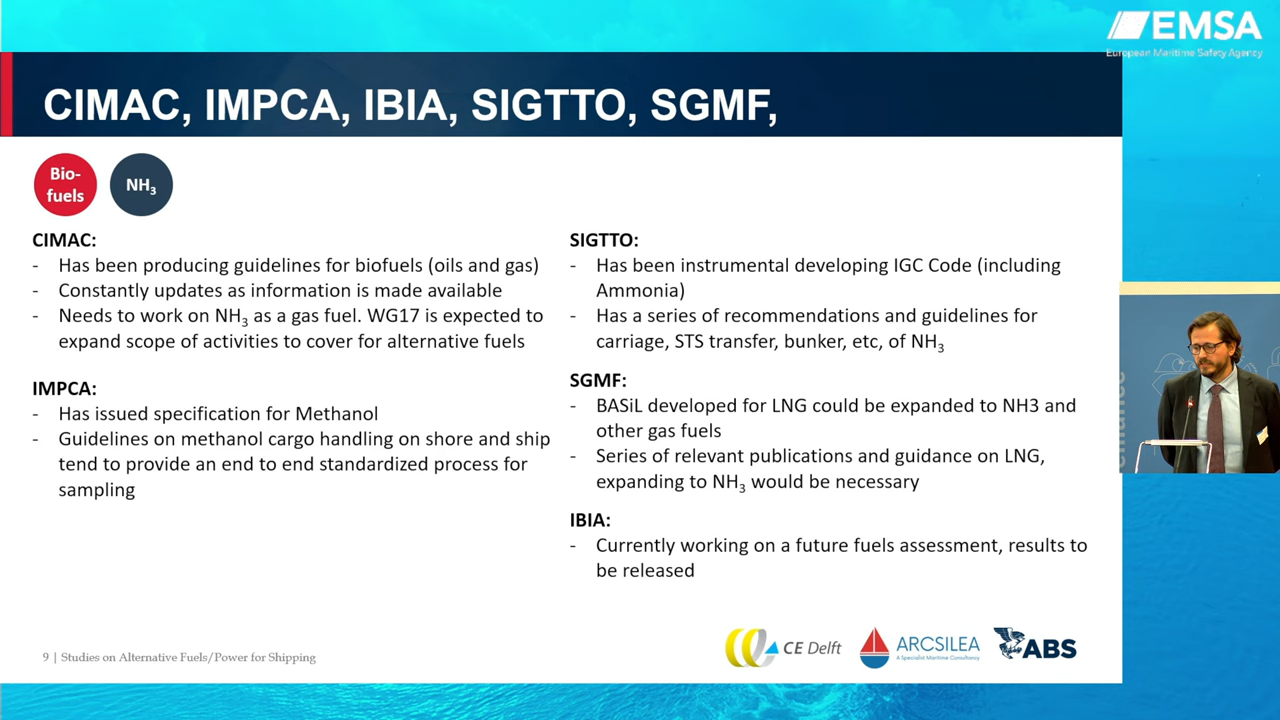 EMSA
European Maritime Safety Agency
CIMAC, IMPCA, IBIA, SIGTTO, SGMF,
Bio-
fuels
NH₃
CIMAC:
- Has been producing guidelines for biofuels (oils and gas)
- Constantly updates as information is made available
- Needs to work on NH₃ as a gas fuel. WG17 is expected to
expand scope of activities to cover for alternative fuels
IMPCA:
- Has issued specification for Methanol
- Guidelines on methanol cargo handling on shore and ship
tend to provide an end to end standardized process for
sampling
SIGTTO:
- Has been instrumental developing IGC Code (including
Ammonia)
- Has a series of recommendations and guidelines for
carriage, STS transfer, bunker, etc, of NH₃
SGMF:
- BASiL developed for LNG could be expanded to NH3 and
other gas fuels
- Series of relevant publications and guidance on LNG,
expanding to NH₃ would be necessary
IBIA:
- Currently working on a future fuels assessment, results to
be released
9 | Studies on Alternative Fuels/Power for Shipping
CE Delft
ARCSILEA
A Specialist Maritime Consultancy
ABS